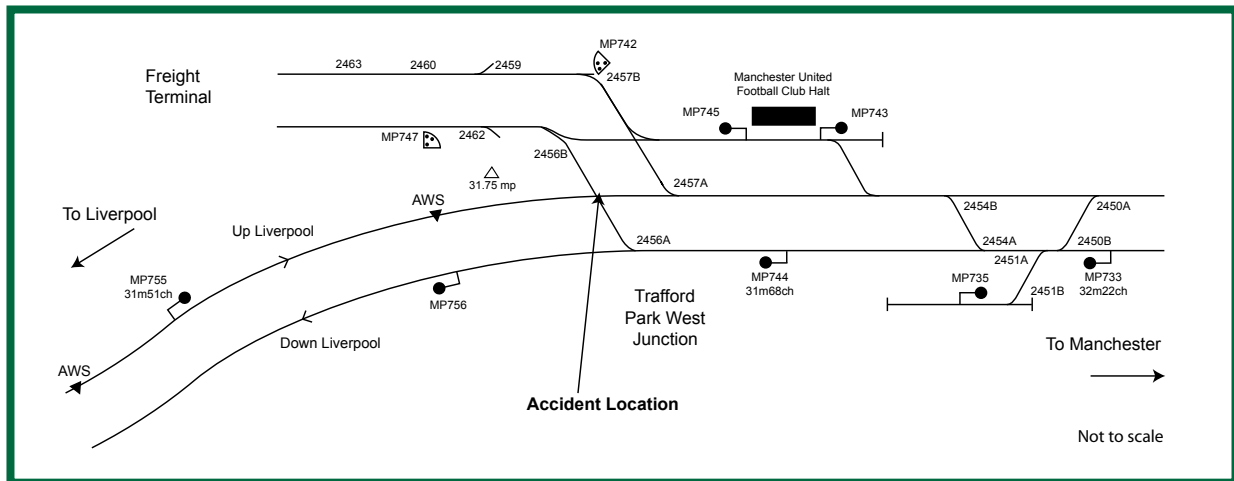 MP742
Freight
Terminal
2463
2460
2459
2457B
Manchester United
Football Club Halt
MP745
MP743
MP747
2462
2456B
31.75 mp
2457A
To Liverpool
AWS
Up Liverpool
2454B
2450A
2456A
2454A
2450B
2451A
MP755
31m51ch
MP756
MP744
31m68ch
MP735
MP733
32m22ch
2451B
Trafford
Park West
Junction
Down Liverpool
To Manchester
AWS
Accident Location
Not to scale